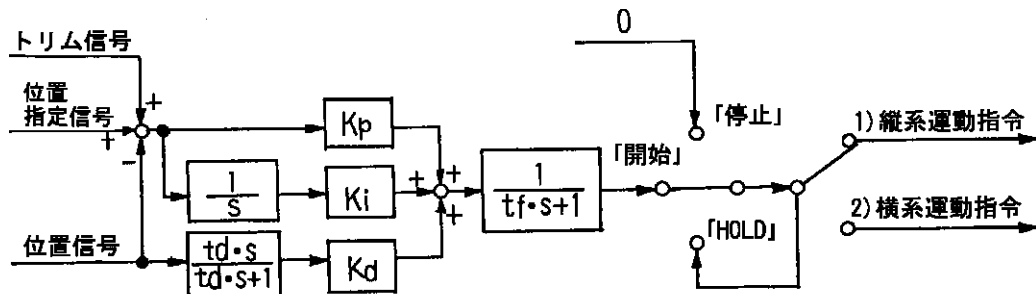 トリム信号
位置
指定信号
位置信号
+
+
-
Kp
1
s
Ki
td・s
td・s+1
Kd
+
+
+
1
tf・s+1
0
「停止」
「開始」
「HOLD」
1)縦系運動指令
2)横系運動指令